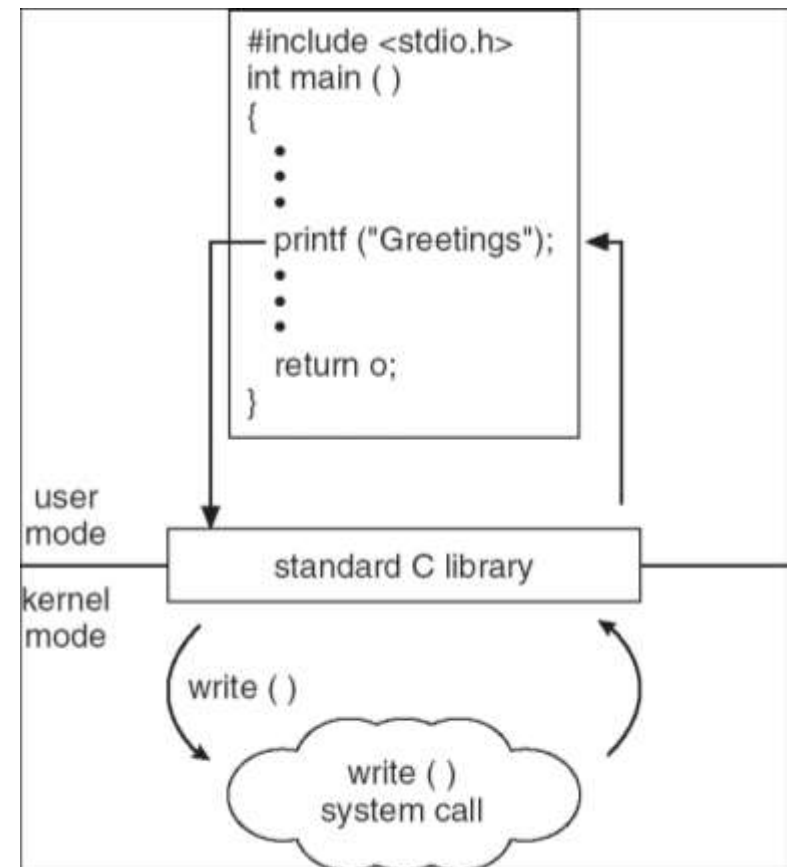 #include <stdio.h>
int main ( )
{
•
•
•
printf ("Greetings");
•
•
•
return o;
}
user
mode
standard C library
kernel
mode
write ( )
write ( )
system call